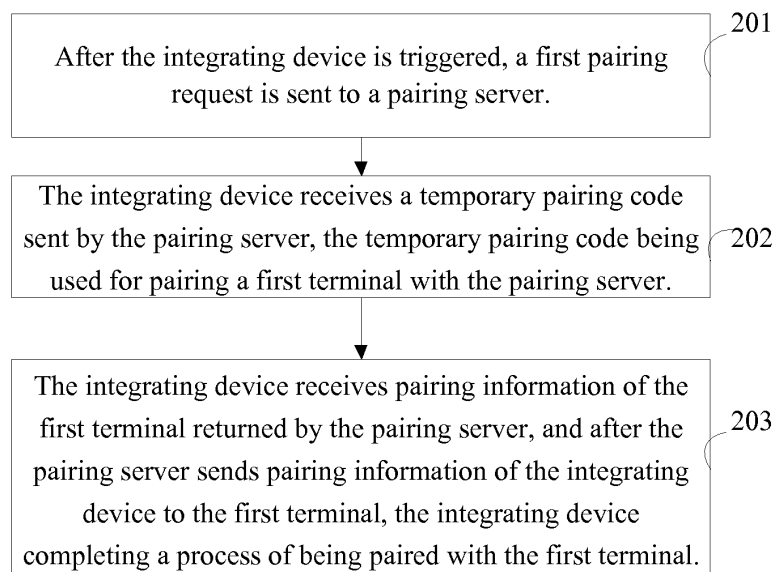 201
After the integrating device is triggered, a first pairing
request is sent to a pairing server.
The integrating device receives a temporary pairing code
sent by the pairing server, the temporary pairing code being
202
used for pairing a first terminal with the pairing server.
The integrating device receives pairing information of the
203
first terminal returned by the pairing server, and after the
pairing server sends pairing information of the integrating
device to the first terminal, the integrating device
completing a process of being paired with the first terminal.